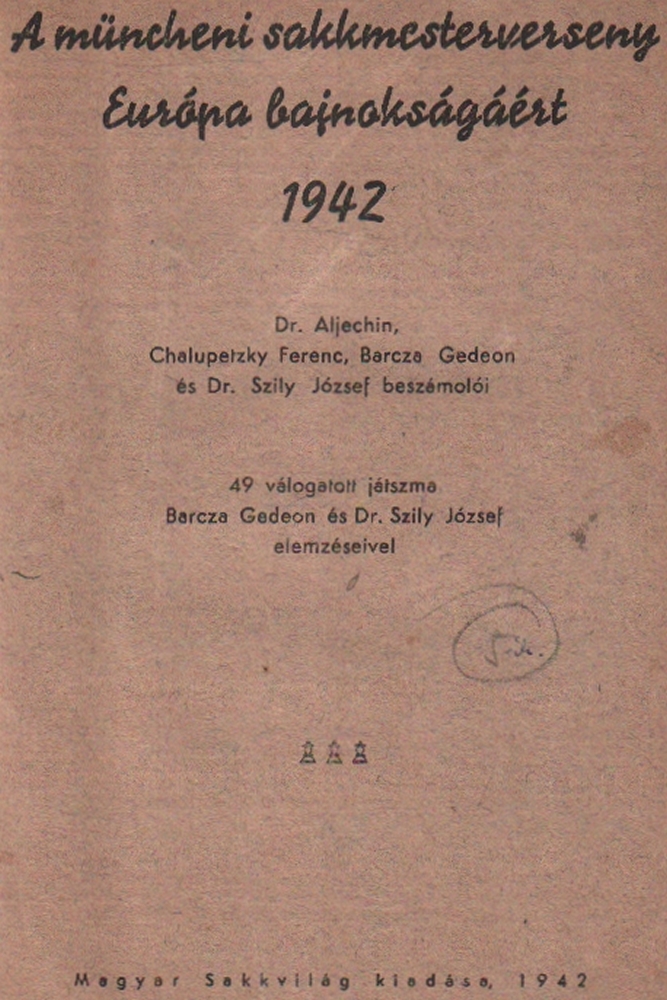 A müncheni sakkmesterverseny
Európa bajnokságáért
1942
Dr. Aljechin,
Chalupetzky Ferenc, Barcza Gedeon
és Dr. Szily József beszámolói
49 válogatott játszma
Barcza Gedeon és Dr. Szily József
elemzéseivel
Magyar Sakkvilág kiadása, 1942